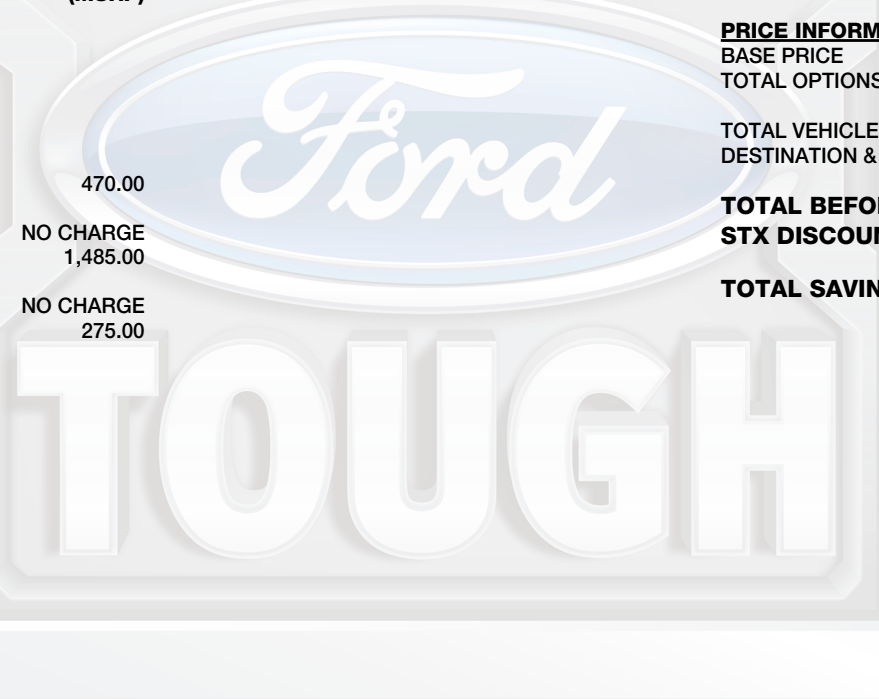 (MSRP)
470.00
NO CHARGE
1,485.00
NO CHARGE
275.00
PRICE INFORM
BASE PRICE
TOTAL OPTIONS
TOTAL VEHICLE
DESTINATION &
TOTAL BEFO
STX DISCOU
TOTAL SAVIN
Ford
TOUGH